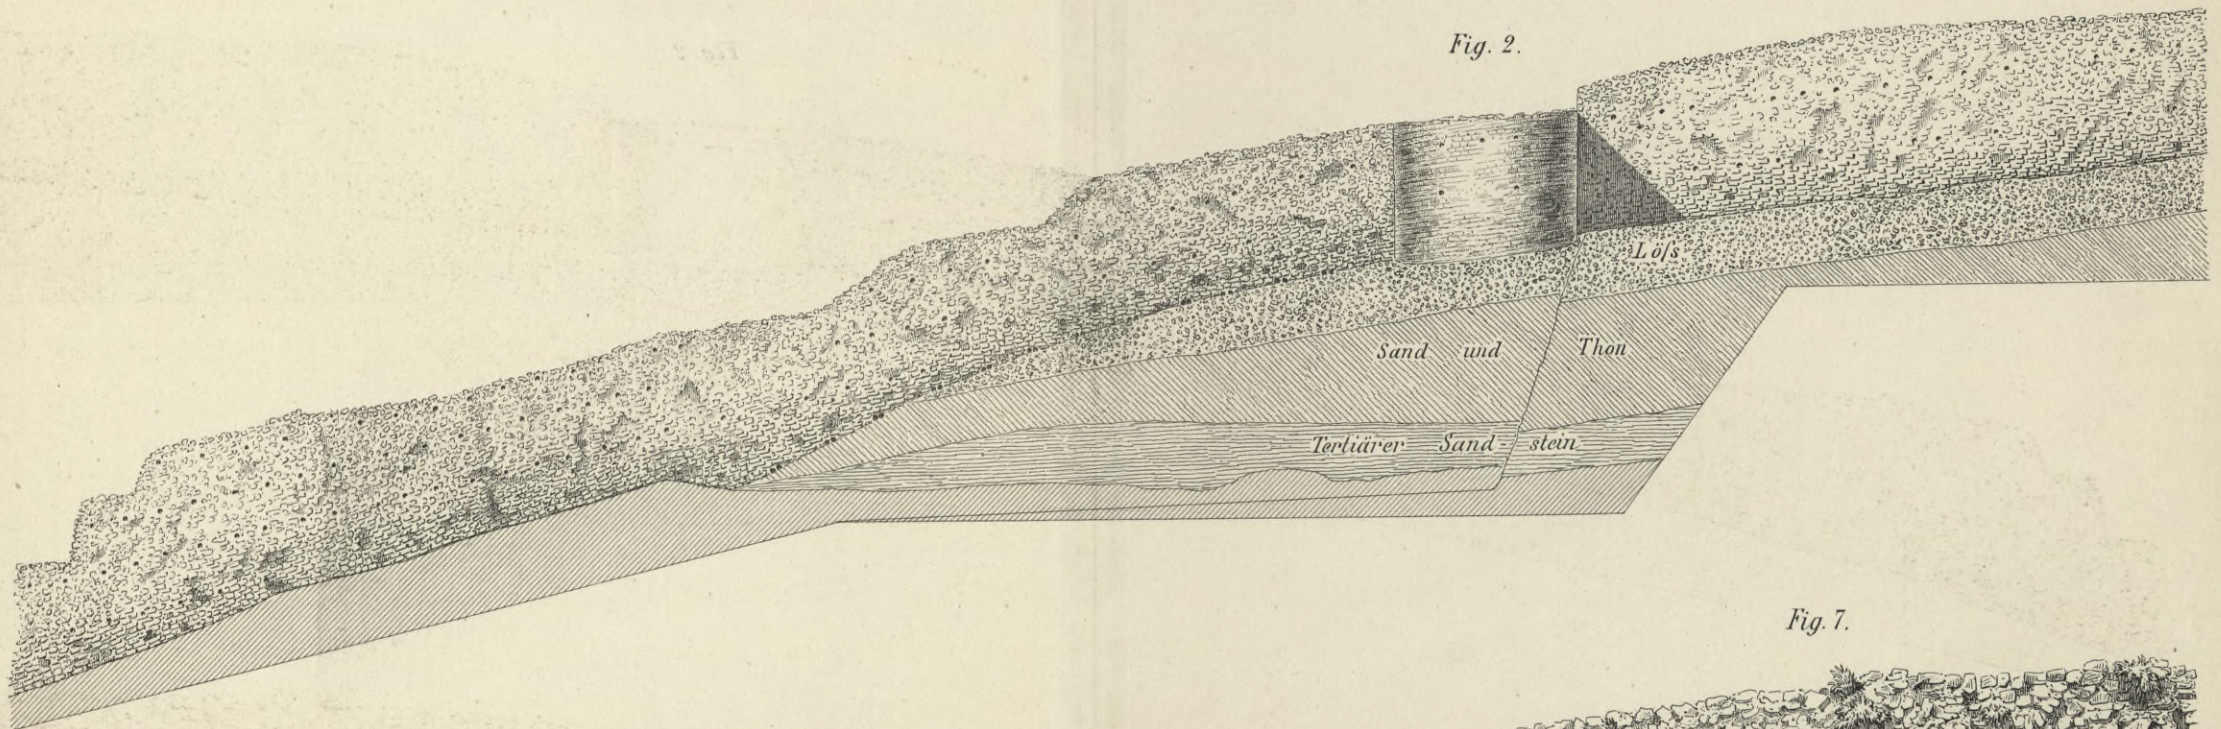 Fig. 2.
Löſs.
Sand und Thon
Tertiärer Sand- stein
Fig. 7.